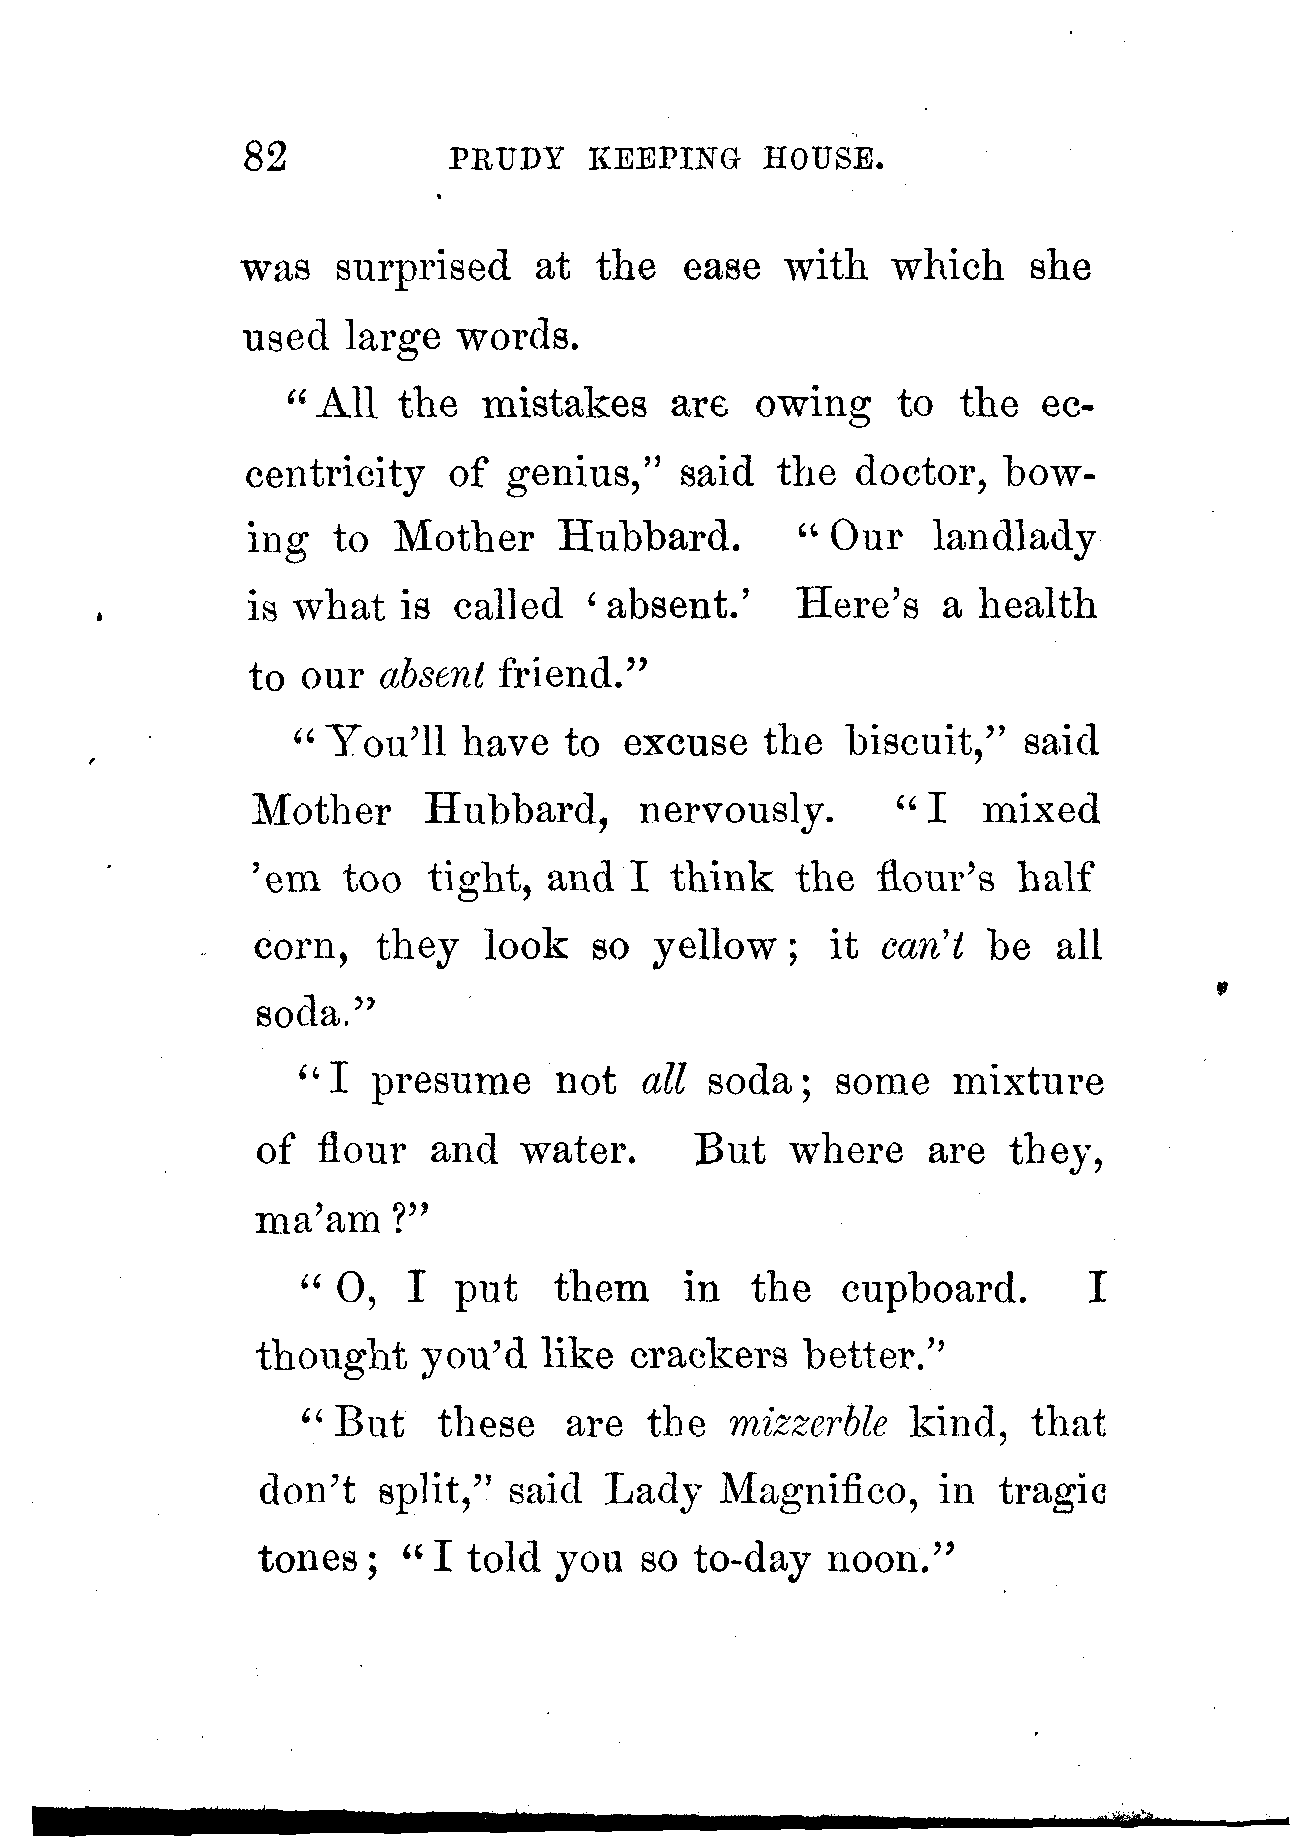 82 PRUDY KEEPING HOUSE.
was surprised at the ease with which she
used large words.
“All the mistakes are owing to the ec-
centricity of genius,” said the doctor, bow-
ing to Mother Hubbard. “Our landlady
is what is called ‘absent.’ Here’s a health
to our absent friend.”
“You’ll have to excuse the biscuit,” said
Mother Hubbard, nervously. “I mixed
’em too tight, and I think the flour’s half
corn, they look so yellow; it can’t be all
soda.”
“I presume not all soda; some mixture
of flour and water. But where are they,
ma’am?”
“O, I put them in the cupboard. I
thought you’d like crackers better.”
“But these are the mizzerble kind, that
don’t split,” said Lady Magnifico, in tragic
tones; “I told you so to-day noon.”